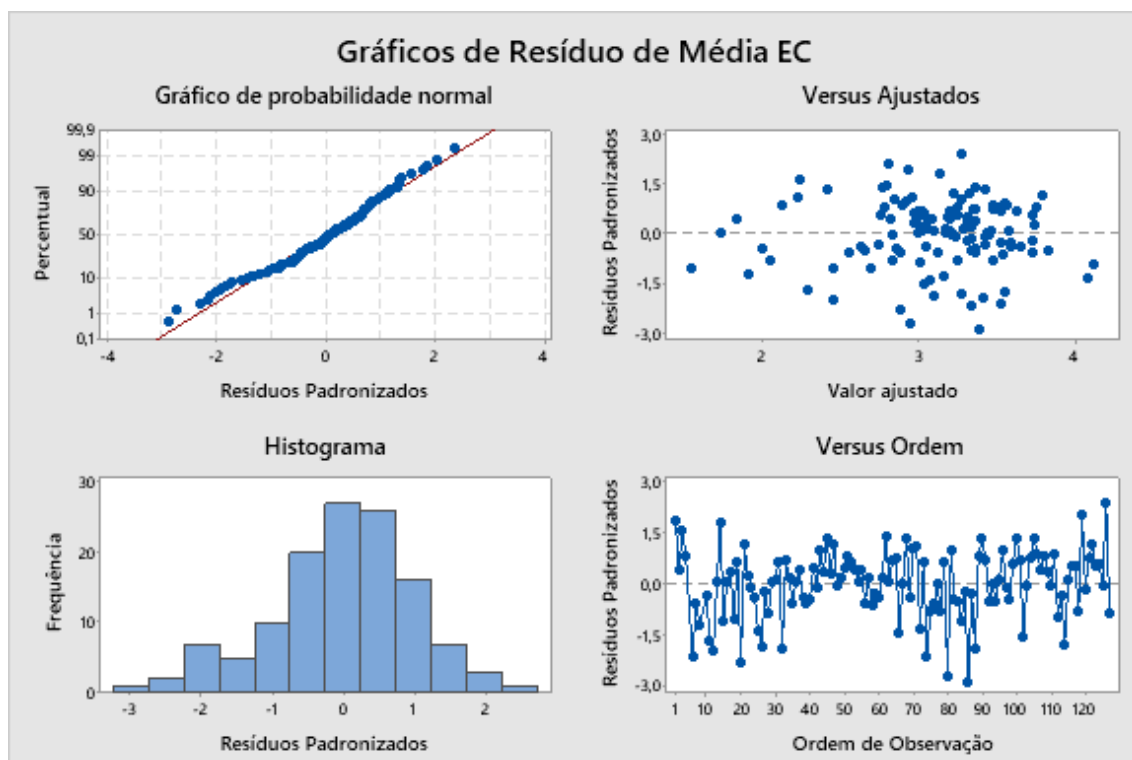 Gráficos de Resíduo de Média EC
Gráfico de probabilidade normal
Percentual
99,9
99
90
50
10
1
0,1
-4 -2 0 2 4
Resíduos Padronizados
Versus Ajustados
Resíduos Padronizados
3,0
1,5
0,0
-1,5
-3,0
2 3 4
Valor ajustado
Histograma
Frequência
30
20
10
0
-3 -2 -1 0 1 2
Resíduos Padronizados
Versus Ordem
Resíduos Padronizados
3,0
1,5
0,0
-1,5
-3,0
1 10 20 30 40 50 60 70 80 90 100 110 120
Ordem de Observação